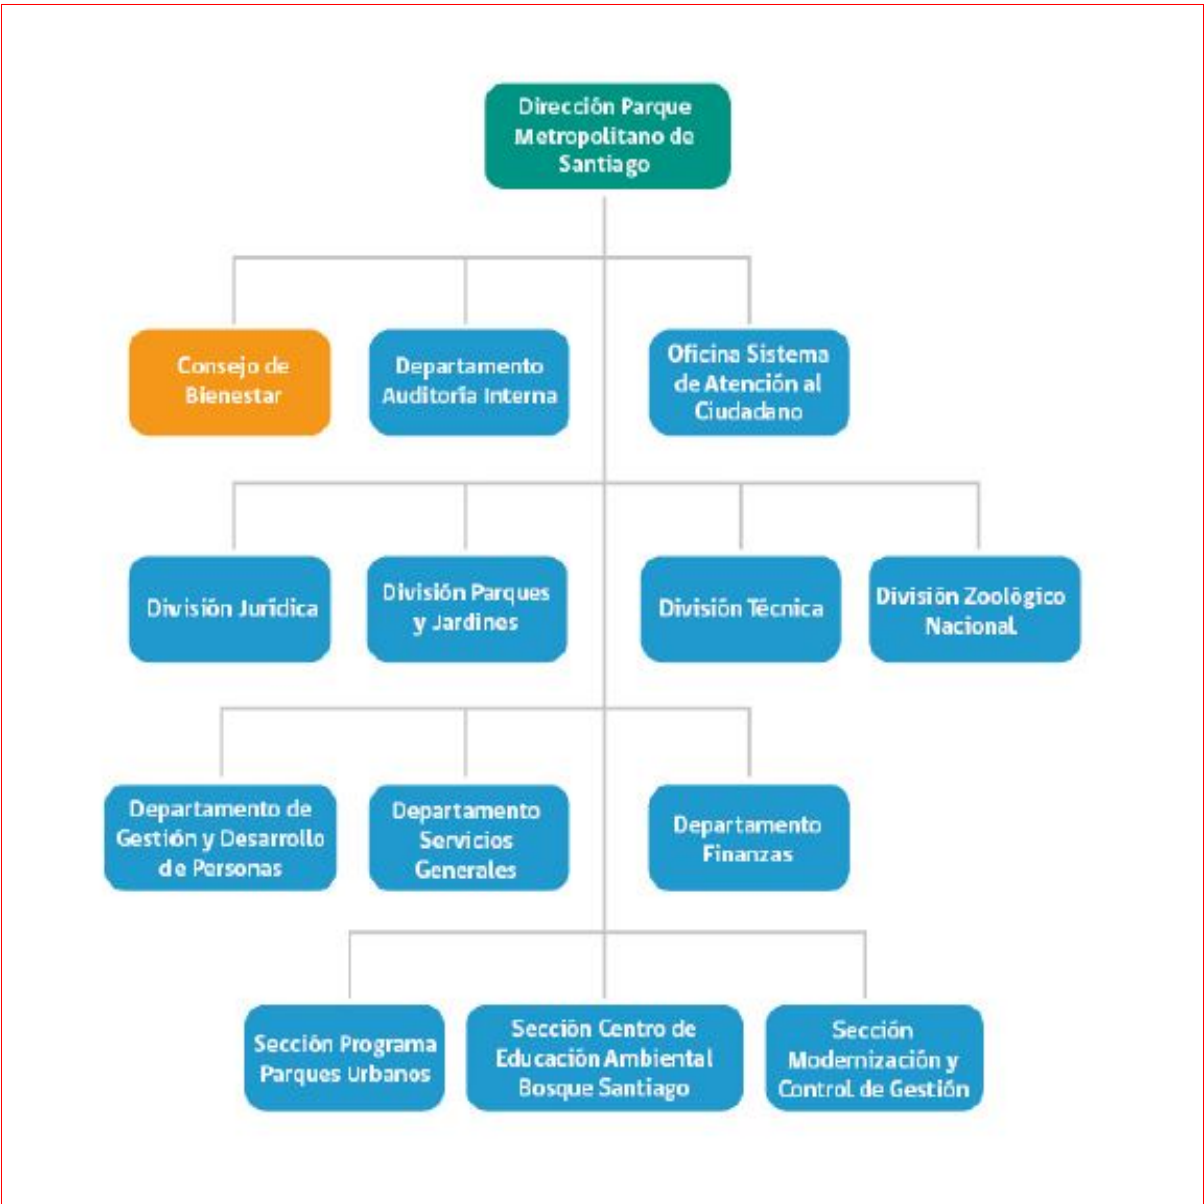 Dirección Parque
Metropolitano de
Santiago
Consejo de
Bienestar
Departamento
Auditoría Interna
Oficina Sistema
de Atención al
Ciudadano
División Jurídica
División Parques
y Jardines
División Técnica
División Zoológico
Nacional
Departamento de
Gestión y Desarrollo
de Personas
Departamento
Servicios
Generales
Departamento
Finanzas
Sección Programa
Parques Urbanos
Sección Centro de
Educación Ambiental
Bosque Santiago
Sección
Modernización y
Control de Gestión